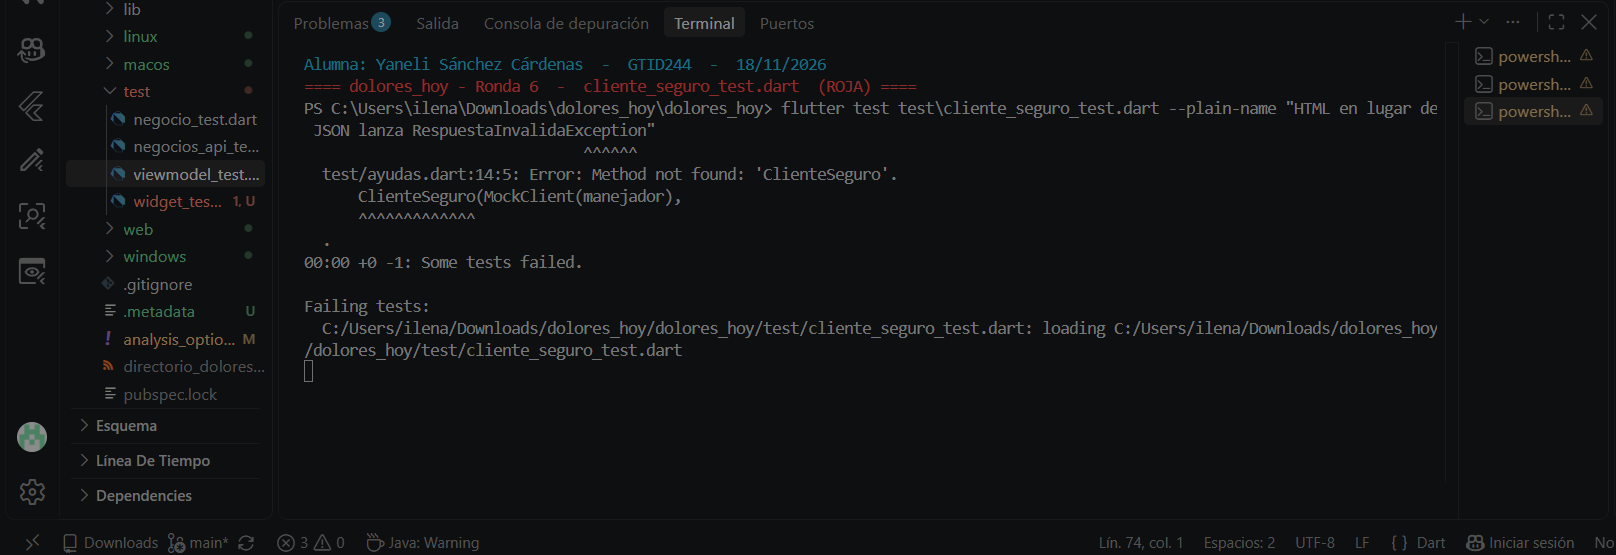 lib
linux
macos
test
negocio_test.dart
negocios_api_te...
viewmodel_test....
widget_tes... 1, U
web
windows
.gitignore
.metadata U
analysis_optio... M
directorio_dolores...
pubspec.lock
Esquema
Línea De Tiempo
Dependencies
Problemas 3 Salida Consola de depuración Terminal Puertos
Alumna: Yaneli Sánchez Cárdenas - GTID244 - 18/11/2026
==== dolores_hoy - Ronda 6 - cliente_seguro_test.dart (ROJA) ====
PS C:\Users\ilena\Downloads\dolores_hoy\dolores_hoy> flutter test test\cliente_seguro_test.dart --plain-name "HTML en lugar de
JSON lanza RespuestaInvalidaException"
^^^^^^
test/ayudas.dart:14:5: Error: Method not found: 'ClienteSeguro'.
ClienteSeguro(MockClient(manejador),
^^^^^^^^^^^^^
.
00:00 +0 -1: Some tests failed.
Failing tests:
C:/Users/ilena/Downloads/dolores_hoy/dolores_hoy/test/cliente_seguro_test.dart: loading C:/Users/ilena/Downloads/dolores_hoy
/dolores_hoy/test/cliente_seguro_test.dart
powersh...
powersh...
powersh...
Downloads main* 3 0 Java: Warning Lín. 74, col. 1 Espacios: 2 UTF-8 LF { } Dart Iniciar sesión No